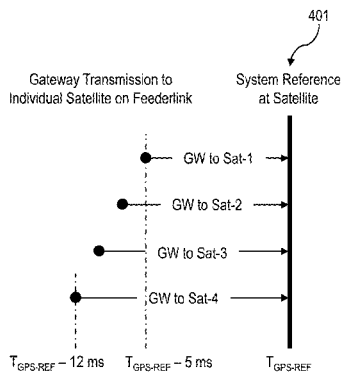 401
Gateway Transmission to
Individual Satellite on Feederlink
System Reference
at Satellite
GW to Sat-1
GW to Sat-2
GW to Sat-3
GW to Sat-4
TGPS-REF – 12 ms
TGPS-REF – 5 ms
TGPS-REF